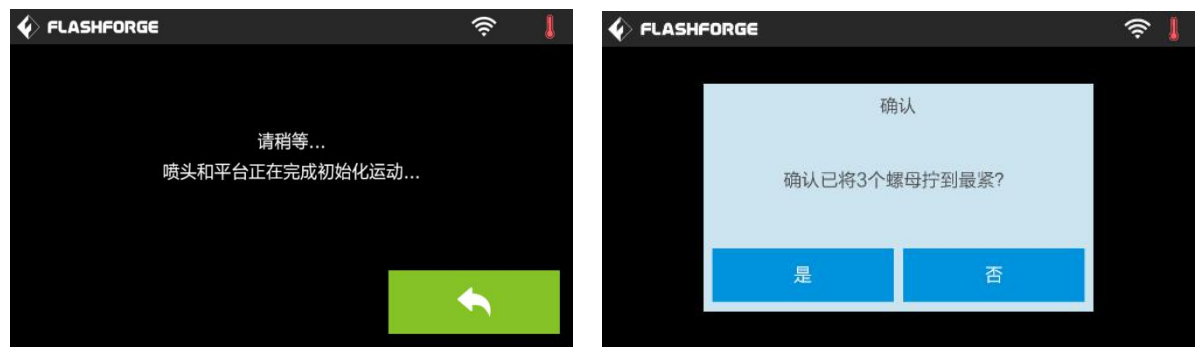 FLASHFORGE
请稍等...
喷头和平台正在完成初始化运动...
FLASHFORGE
确认
确认已将3个螺母拧到最紧?
是
否